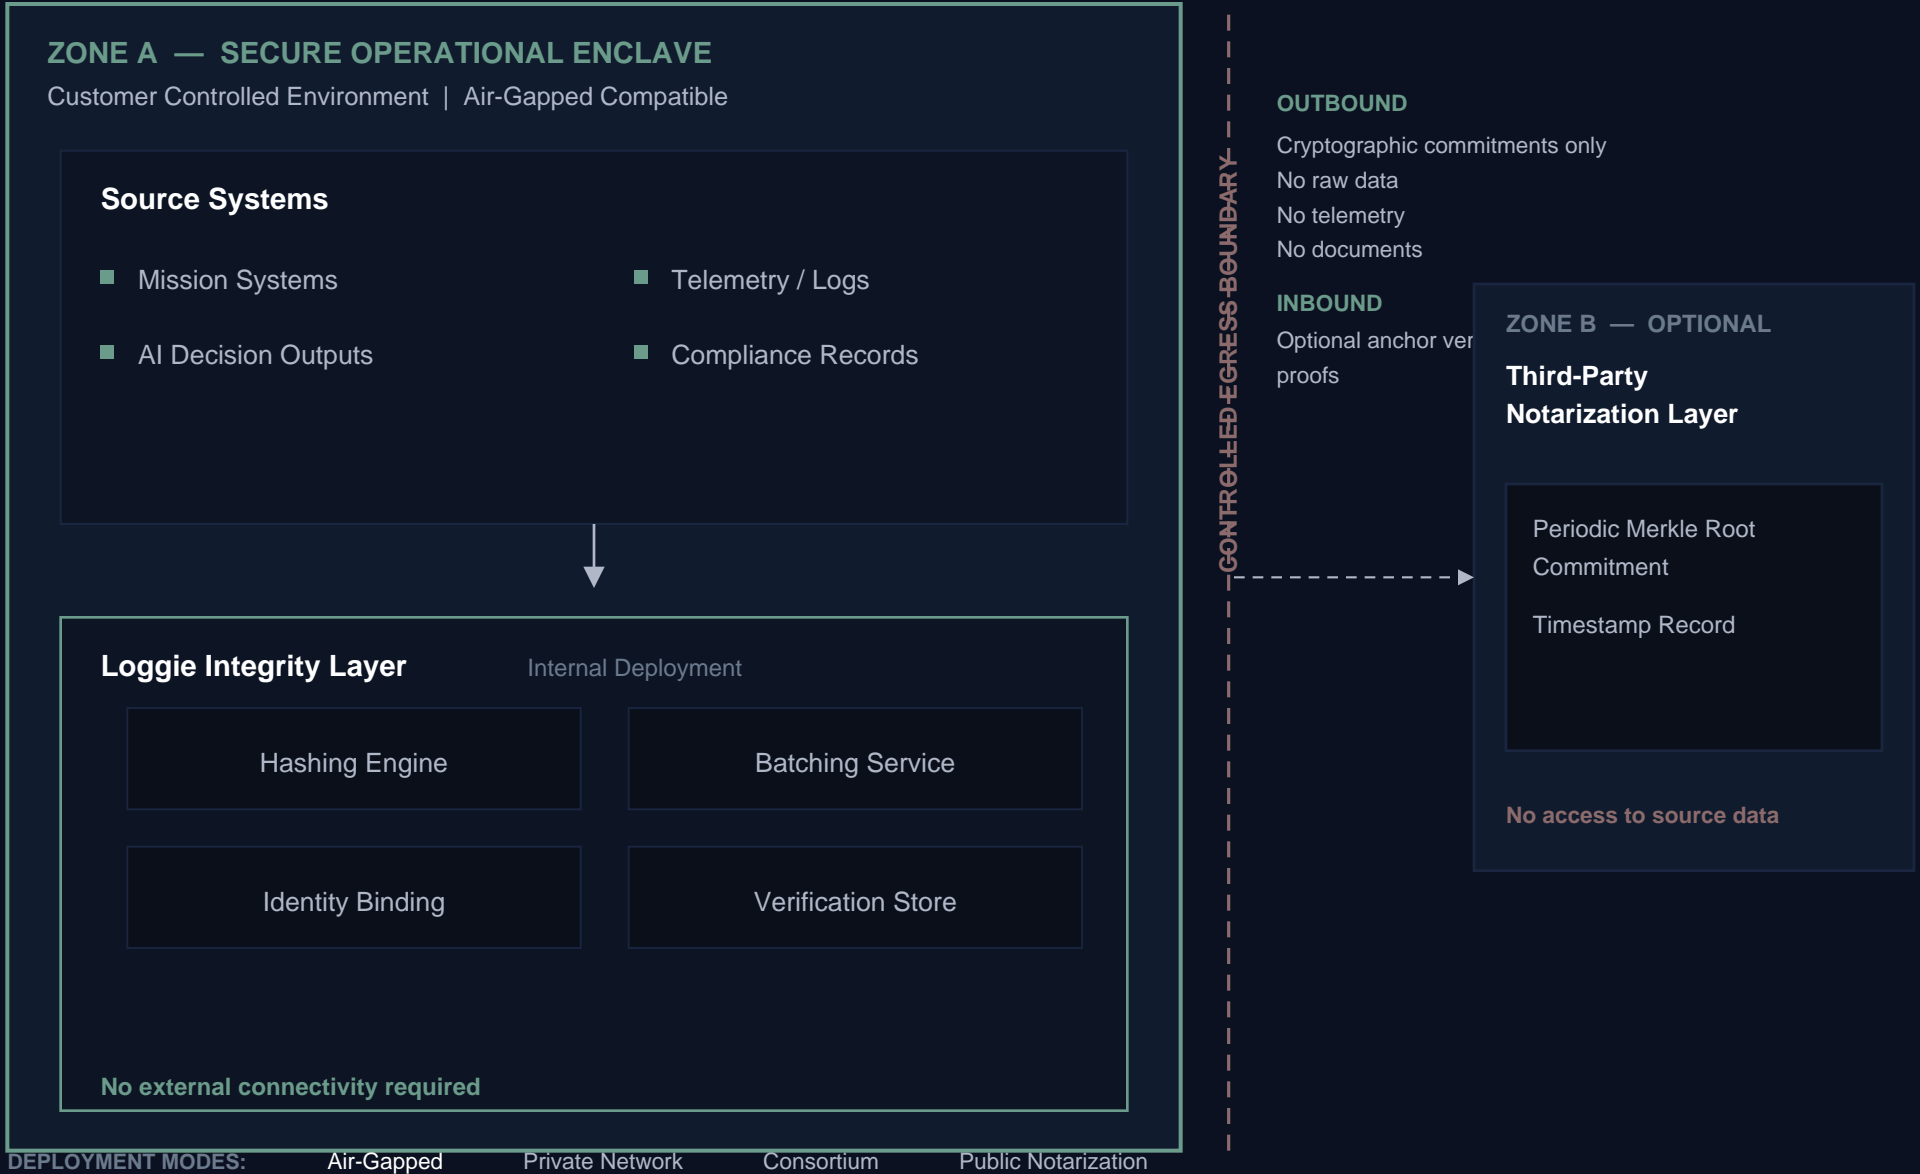 ZONE A — SECURE OPERATIONAL ENCLAVE
Customer Controlled Environment | Air-Gapped Compatible
Source Systems
Mission Systems
Telemetry / Logs
AI Decision Outputs
Compliance Records
Loggie Integrity Layer
Internal Deployment
Hashing Engine
Batching Service
Identity Binding
Verification Store
No external connectivity required
CONTROLLED EGRESS BOUNDARY
OUTBOUND
Cryptographic commitments only
No raw data
No telemetry
No documents
INBOUND
Optional anchor ver
proofs
ZONE B — OPTIONAL
Third-Party
Notarization Layer
Periodic Merkle Root
Commitment
Timestamp Record
No access to source data
DEPLOYMENT MODES: Air-Gapped Private Network Consortium Public Notarization